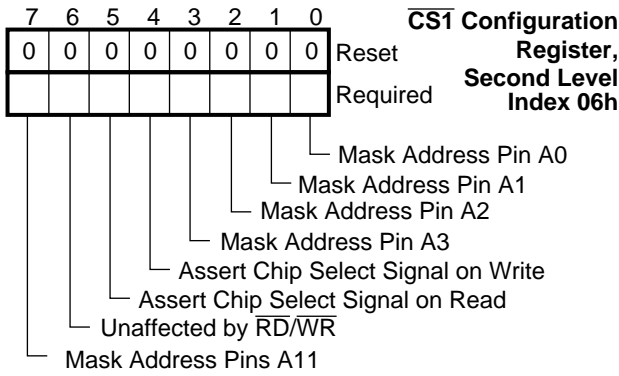 7 6 5 4 3 2 1 0
CS1 Configuration
Register,
Second Level
Index 06h
0 0 0 0 0 0 0 0 Reset
Required
Mask Address Pin A0
Mask Address Pin A1
Mask Address Pin A2
Mask Address Pin A3
Assert Chip Select Signal on Write
Assert Chip Select Signal on Read
Unaffected by RD/WR
Mask Address Pins A11